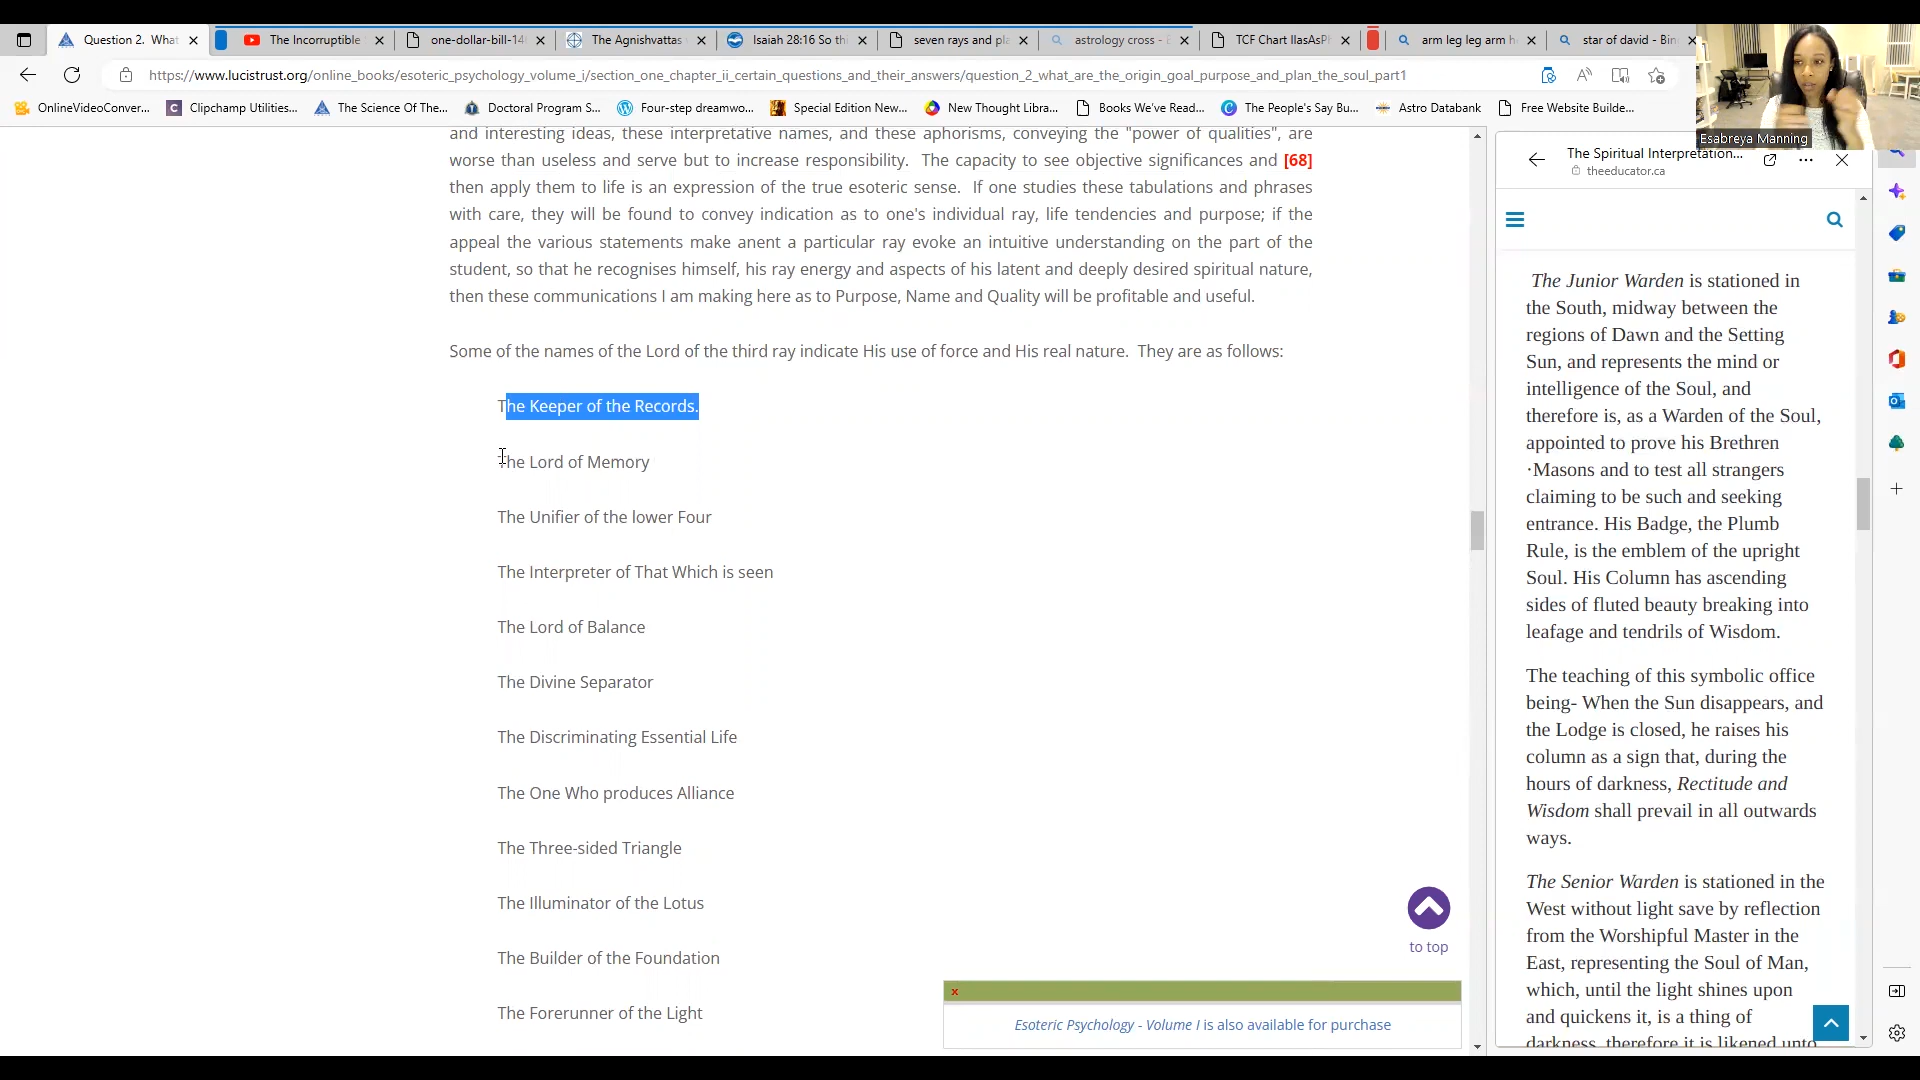 Question 2. What
The Incorruptible
one-dollar-bill-14
The Agnishvattas
Isaiah 28:16 So th
seven rays and pl
astrology cross -
TCF Chart IIasAsP
arm leg leg arm h
star of david - Bin
https://www.lucistrust.org/online_books/esoteric_psychology_volume_i/section_one_chapter_ii_certain_questions_and_their_answers/question_2_what_are_the_origin_goal_purpose_and_plan_the_soul_part1
OnlineVideoConver...
Clipchamp Utilities...
The Science Of The...
Doctoral Program S...
Four-step dreamwo...
Special Edition New...
New Thought Libra...
Books We've Read...
The People's Say Bu...
Astro Databank
Free Website Builde...
Esabreya Manning
and interesting ideas, these interpretative names, and these aphorisms, conveying the "power of qualities", are
worse than useless and serve but to increase responsibility. The capacity to see objective significances and [68]
then apply them to life is an expression of the true esoteric sense. If one studies these tabulations and phrases
with care, they will be found to convey indication as to one's individual ray, life tendencies and purpose; if the
appeal the various statements make anent a particular ray evoke an intuitive understanding on the part of the
student, so that he recognises himself, his ray energy and aspects of his latent and deeply desired spiritual nature,
then these communications I am making here as to Purpose, Name and Quality will be profitable and useful.
Some of the names of the Lord of the third ray indicate His use of force and His real nature. They are as follows:
The Keeper of the Records.
The Lord of Memory
The Unifier of the lower Four
The Interpreter of That Which is seen
The Lord of Balance
The Divine Separator
The Discriminating Essential Life
The One Who produces Alliance
The Three-sided Triangle
The Illuminator of the Lotus
The Builder of the Foundation
The Forerunner of the Light
to top
x
Esoteric Psychology - Volume I is also available for purchase
The Spiritual Interpretation...
theeducator.ca
The Junior Warden is stationed in
the South, midway between the
regions of Dawn and the Setting
Sun, and represents the mind or
intelligence of the Soul, and
therefore is, as a Warden of the Soul,
appointed to prove his Brethren
·Masons and to test all strangers
claiming to be such and seeking
entrance. His Badge, the Plumb
Rule, is the emblem of the upright
Soul. His Column has ascending
sides of fluted beauty breaking into
leafage and tendrils of Wisdom.
The teaching of this symbolic office
being- When the Sun disappears, and
the Lodge is closed, he raises his
column as a sign that, during the
hours of darkness, Rectitude and
Wisdom shall prevail in all outwards
ways.
The Senior Warden is stationed in the
West without light save by reflection
from the Worshipful Master in the
East, representing the Soul of Man,
which, until the light shines upon
and quickens it, is a thing of
darkness, therefore it is likened unto